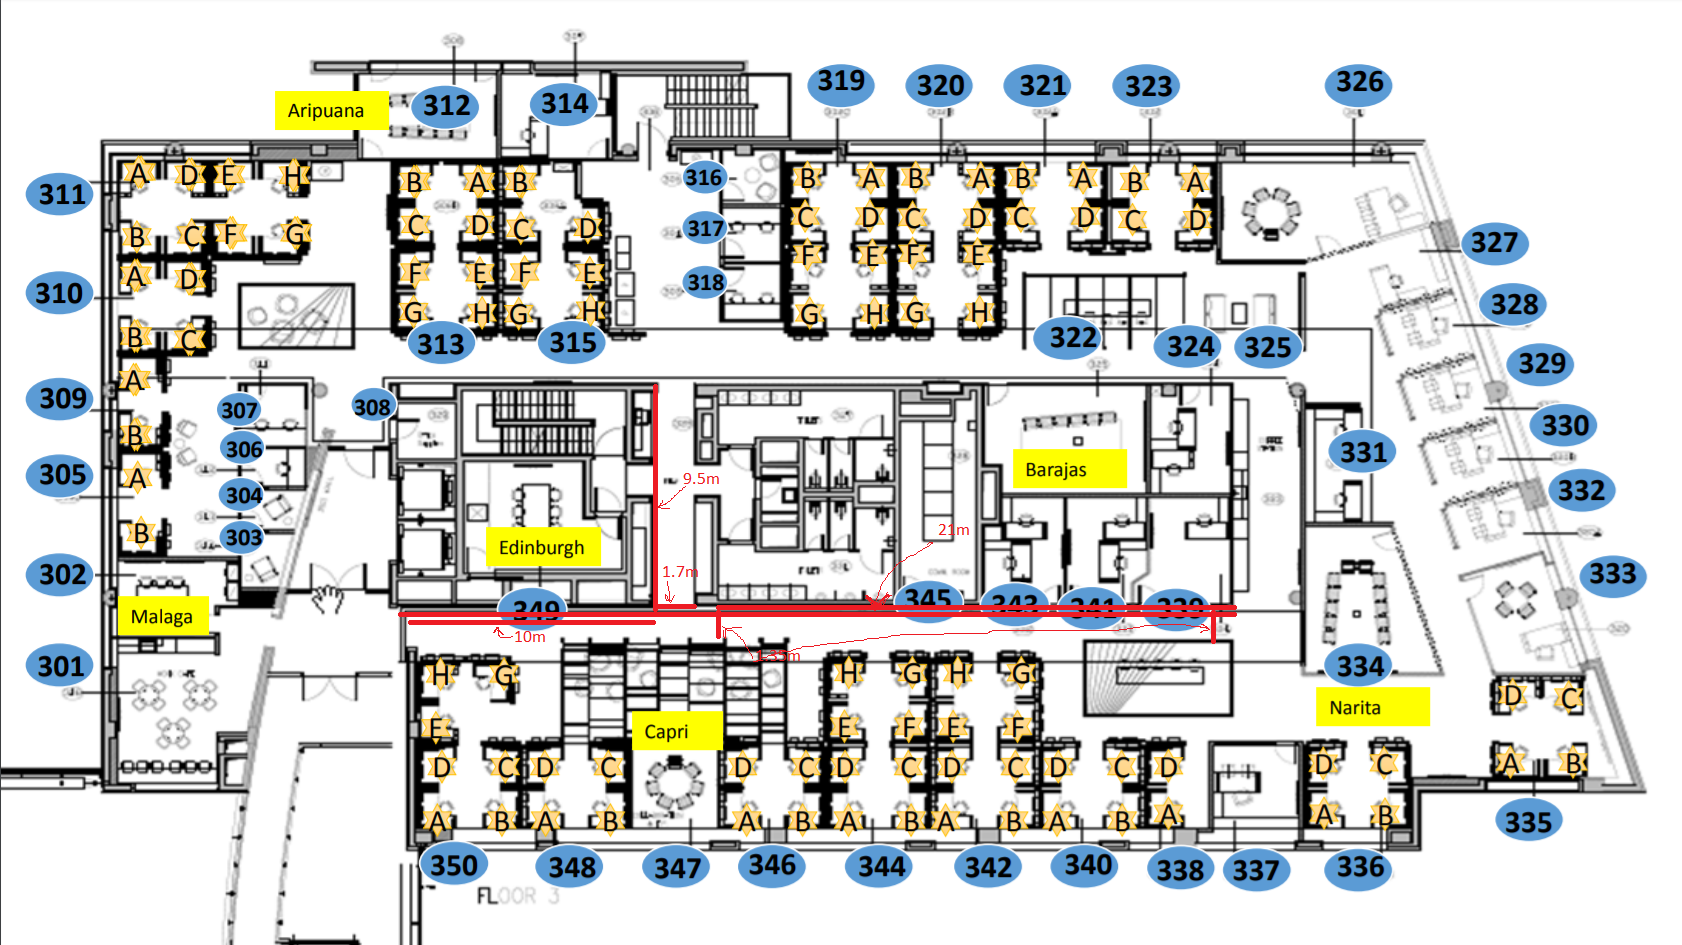 319
320
321
323
326
Aripuana
312
314
311
A D E H
B C F G
B A B
C D C D
F E F E
G H G H
316
317
318
B A B A B A B A
C D C D C D C D
F E F E
G H G H
327
310
A D
B C
328
313
315
322
324
325
329
309
A
B
307
308
306
330
331
305
A
B
304
303
9.5m
Barajas
21m
332
Edinburgh
302
1.7m
333
Malaga
349
345
343
341
339
10m
1.35m
301
334
H G
E
Capri
H G H G
E F E F
Narita
D C
A B
D C D C
A B A B
D C D C D C D C D
A B A B A B A B A
D C
A B
335
350
348
347
346
344
342
340
338
337
336
FLOOR 3